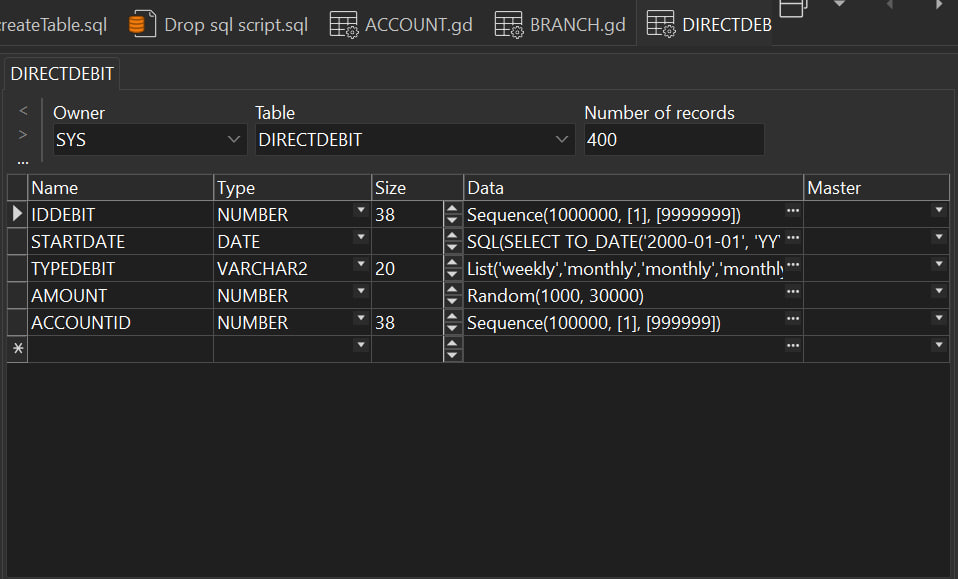 createTable.sql Drop sql script.sql ACCOUNT.gd BRANCH.gd DIRECTDEB
DIRECTDEBIT
Owner Table Number of records
SYS DIRECTDEBIT 400
Name Type Size Data Master
IDDEBIT NUMBER 38 Sequence(1000000, [1], [9999999]) ...
STARTDATE DATE SQL(SELECT TO_DATE('2000-01-01', 'YY ...
TYPEDEBIT VARCHAR2 20 List('weekly','monthly','monthly','monthly ...
AMOUNT NUMBER Random(1000, 30000) ...
ACCOUNTID NUMBER 38 Sequence(100000, [1], [999999]) ...